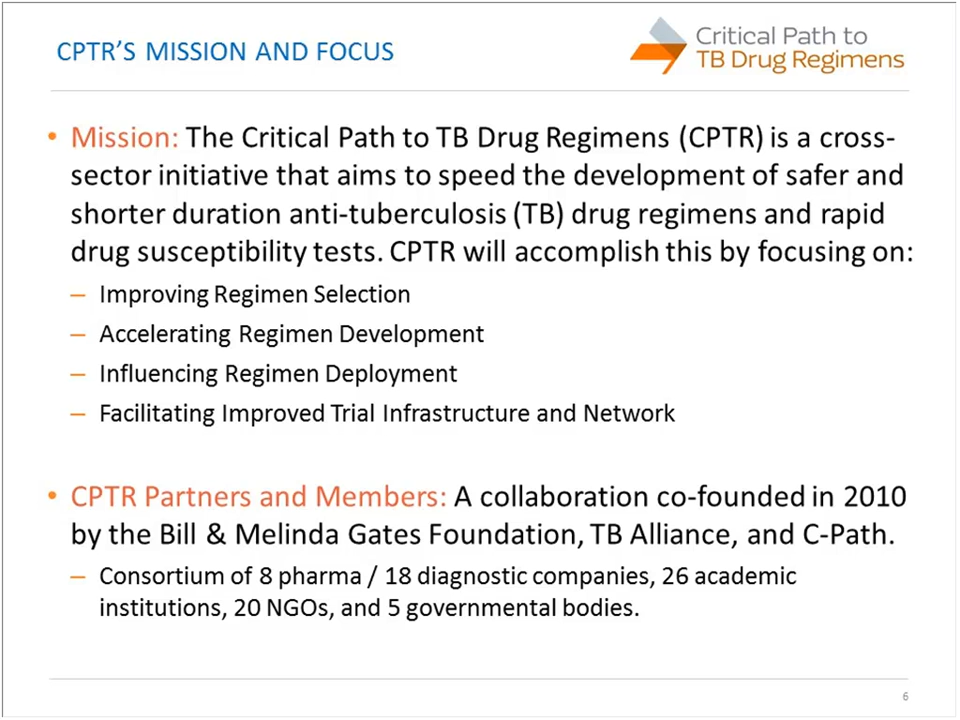 CPTR'S MISSION AND FOCUS
Critical Path to
TB Drug Regimens
• Mission: The Critical Path to TB Drug Regimens (CPTR) is a cross-
sector initiative that aims to speed the development of safer and
shorter duration anti-tuberculosis (TB) drug regimens and rapid
drug susceptibility tests. CPTR will accomplish this by focusing on:
– Improving Regimen Selection
– Accelerating Regimen Development
– Influencing Regimen Deployment
– Facilitating Improved Trial Infrastructure and Network
• CPTR Partners and Members: A collaboration co-founded in 2010
by the Bill & Melinda Gates Foundation, TB Alliance, and C-Path.
– Consortium of 8 pharma / 18 diagnostic companies, 26 academic
institutions, 20 NGOs, and 5 governmental bodies.
6